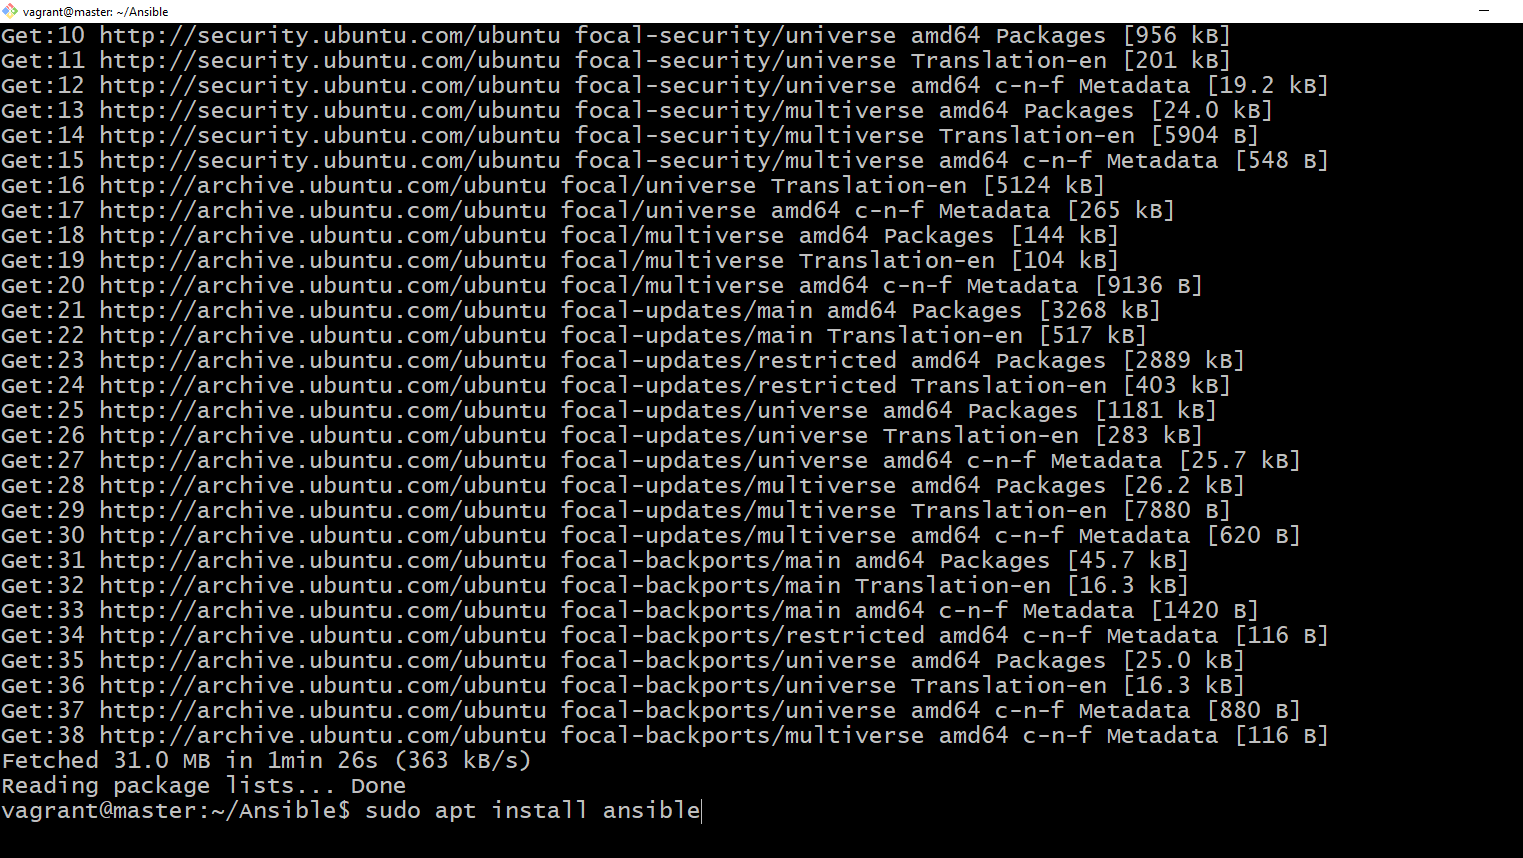 vagrant@master: ~/Ansible
Get:10 http://security.ubuntu.com/ubuntu focal-security/universe amd64 Packages [956 kB]
Get:11 http://security.ubuntu.com/ubuntu focal-security/universe Translation-en [201 kB]
Get:12 http://security.ubuntu.com/ubuntu focal-security/universe amd64 c-n-f Metadata [19.2 kB]
Get:13 http://security.ubuntu.com/ubuntu focal-security/multiverse amd64 Packages [24.0 kB]
Get:14 http://security.ubuntu.com/ubuntu focal-security/multiverse Translation-en [5904 B]
Get:15 http://security.ubuntu.com/ubuntu focal-security/multiverse amd64 c-n-f Metadata [548 B]
Get:16 http://archive.ubuntu.com/ubuntu focal/universe Translation-en [5124 kB]
Get:17 http://archive.ubuntu.com/ubuntu focal/universe amd64 c-n-f Metadata [265 kB]
Get:18 http://archive.ubuntu.com/ubuntu focal/multiverse amd64 Packages [144 kB]
Get:19 http://archive.ubuntu.com/ubuntu focal/multiverse Translation-en [104 kB]
Get:20 http://archive.ubuntu.com/ubuntu focal/multiverse amd64 c-n-f Metadata [9136 B]
Get:21 http://archive.ubuntu.com/ubuntu focal-updates/main amd64 Packages [3268 kB]
Get:22 http://archive.ubuntu.com/ubuntu focal-updates/main Translation-en [517 kB]
Get:23 http://archive.ubuntu.com/ubuntu focal-updates/restricted amd64 Packages [2889 kB]
Get:24 http://archive.ubuntu.com/ubuntu focal-updates/restricted Translation-en [403 kB]
Get:25 http://archive.ubuntu.com/ubuntu focal-updates/universe amd64 Packages [1181 kB]
Get:26 http://archive.ubuntu.com/ubuntu focal-updates/universe Translation-en [283 kB]
Get:27 http://archive.ubuntu.com/ubuntu focal-updates/universe amd64 c-n-f Metadata [25.7 kB]
Get:28 http://archive.ubuntu.com/ubuntu focal-updates/multiverse amd64 Packages [26.2 kB]
Get:29 http://archive.ubuntu.com/ubuntu focal-updates/multiverse Translation-en [7880 B]
Get:30 http://archive.ubuntu.com/ubuntu focal-updates/multiverse amd64 c-n-f Metadata [620 B]
Get:31 http://archive.ubuntu.com/ubuntu focal-backports/main amd64 Packages [45.7 kB]
Get:32 http://archive.ubuntu.com/ubuntu focal-backports/main Translation-en [16.3 kB]
Get:33 http://archive.ubuntu.com/ubuntu focal-backports/main amd64 c-n-f Metadata [1420 B]
Get:34 http://archive.ubuntu.com/ubuntu focal-backports/restricted amd64 c-n-f Metadata [116 B]
Get:35 http://archive.ubuntu.com/ubuntu focal-backports/universe amd64 Packages [25.0 kB]
Get:36 http://archive.ubuntu.com/ubuntu focal-backports/universe Translation-en [16.3 kB]
Get:37 http://archive.ubuntu.com/ubuntu focal-backports/universe amd64 c-n-f Metadata [880 B]
Get:38 http://archive.ubuntu.com/ubuntu focal-backports/multiverse amd64 c-n-f Metadata [116 B]
Fetched 31.0 MB in 1min 26s (363 kB/s)
Reading package lists... Done
vagrant@master:~/Ansible$ sudo apt install ansible